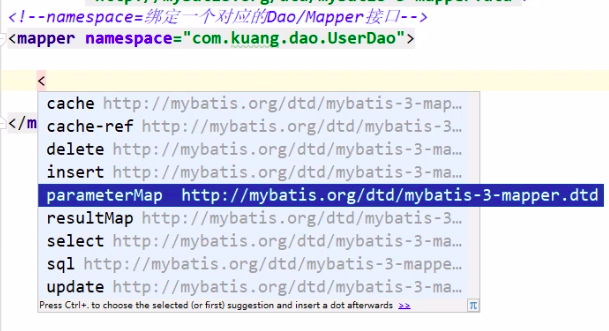 <!--namespace=绑定一个对应的Dao/Mapper接口-->
<mapper namespace="com.kuang.dao.UserDao">
<
cache http://mybatis.org/dtd/mybatis-3-map…
cache-ref http://mybatis.org/dtd/mybatis-3…
delete http://mybatis.org/dtd/mybatis-3-ma…
insert http://mybatis.org/dtd/mybatis-3-ma…
parameterMap http://mybatis.org/dtd/mybatis-3-mapper.dtd
resultMap http://mybatis.org/dtd/mybatis-3…
select http://mybatis.org/dtd/mybatis-3-ma…
sql http://mybatis.org/dtd/mybatis-3-mappe…
update http://mybatis.org/dtd/mybatis-3-ma…
</m
Press Ctrl+. to choose the selected (or first) suggestion and insert a dot afterwards >> π